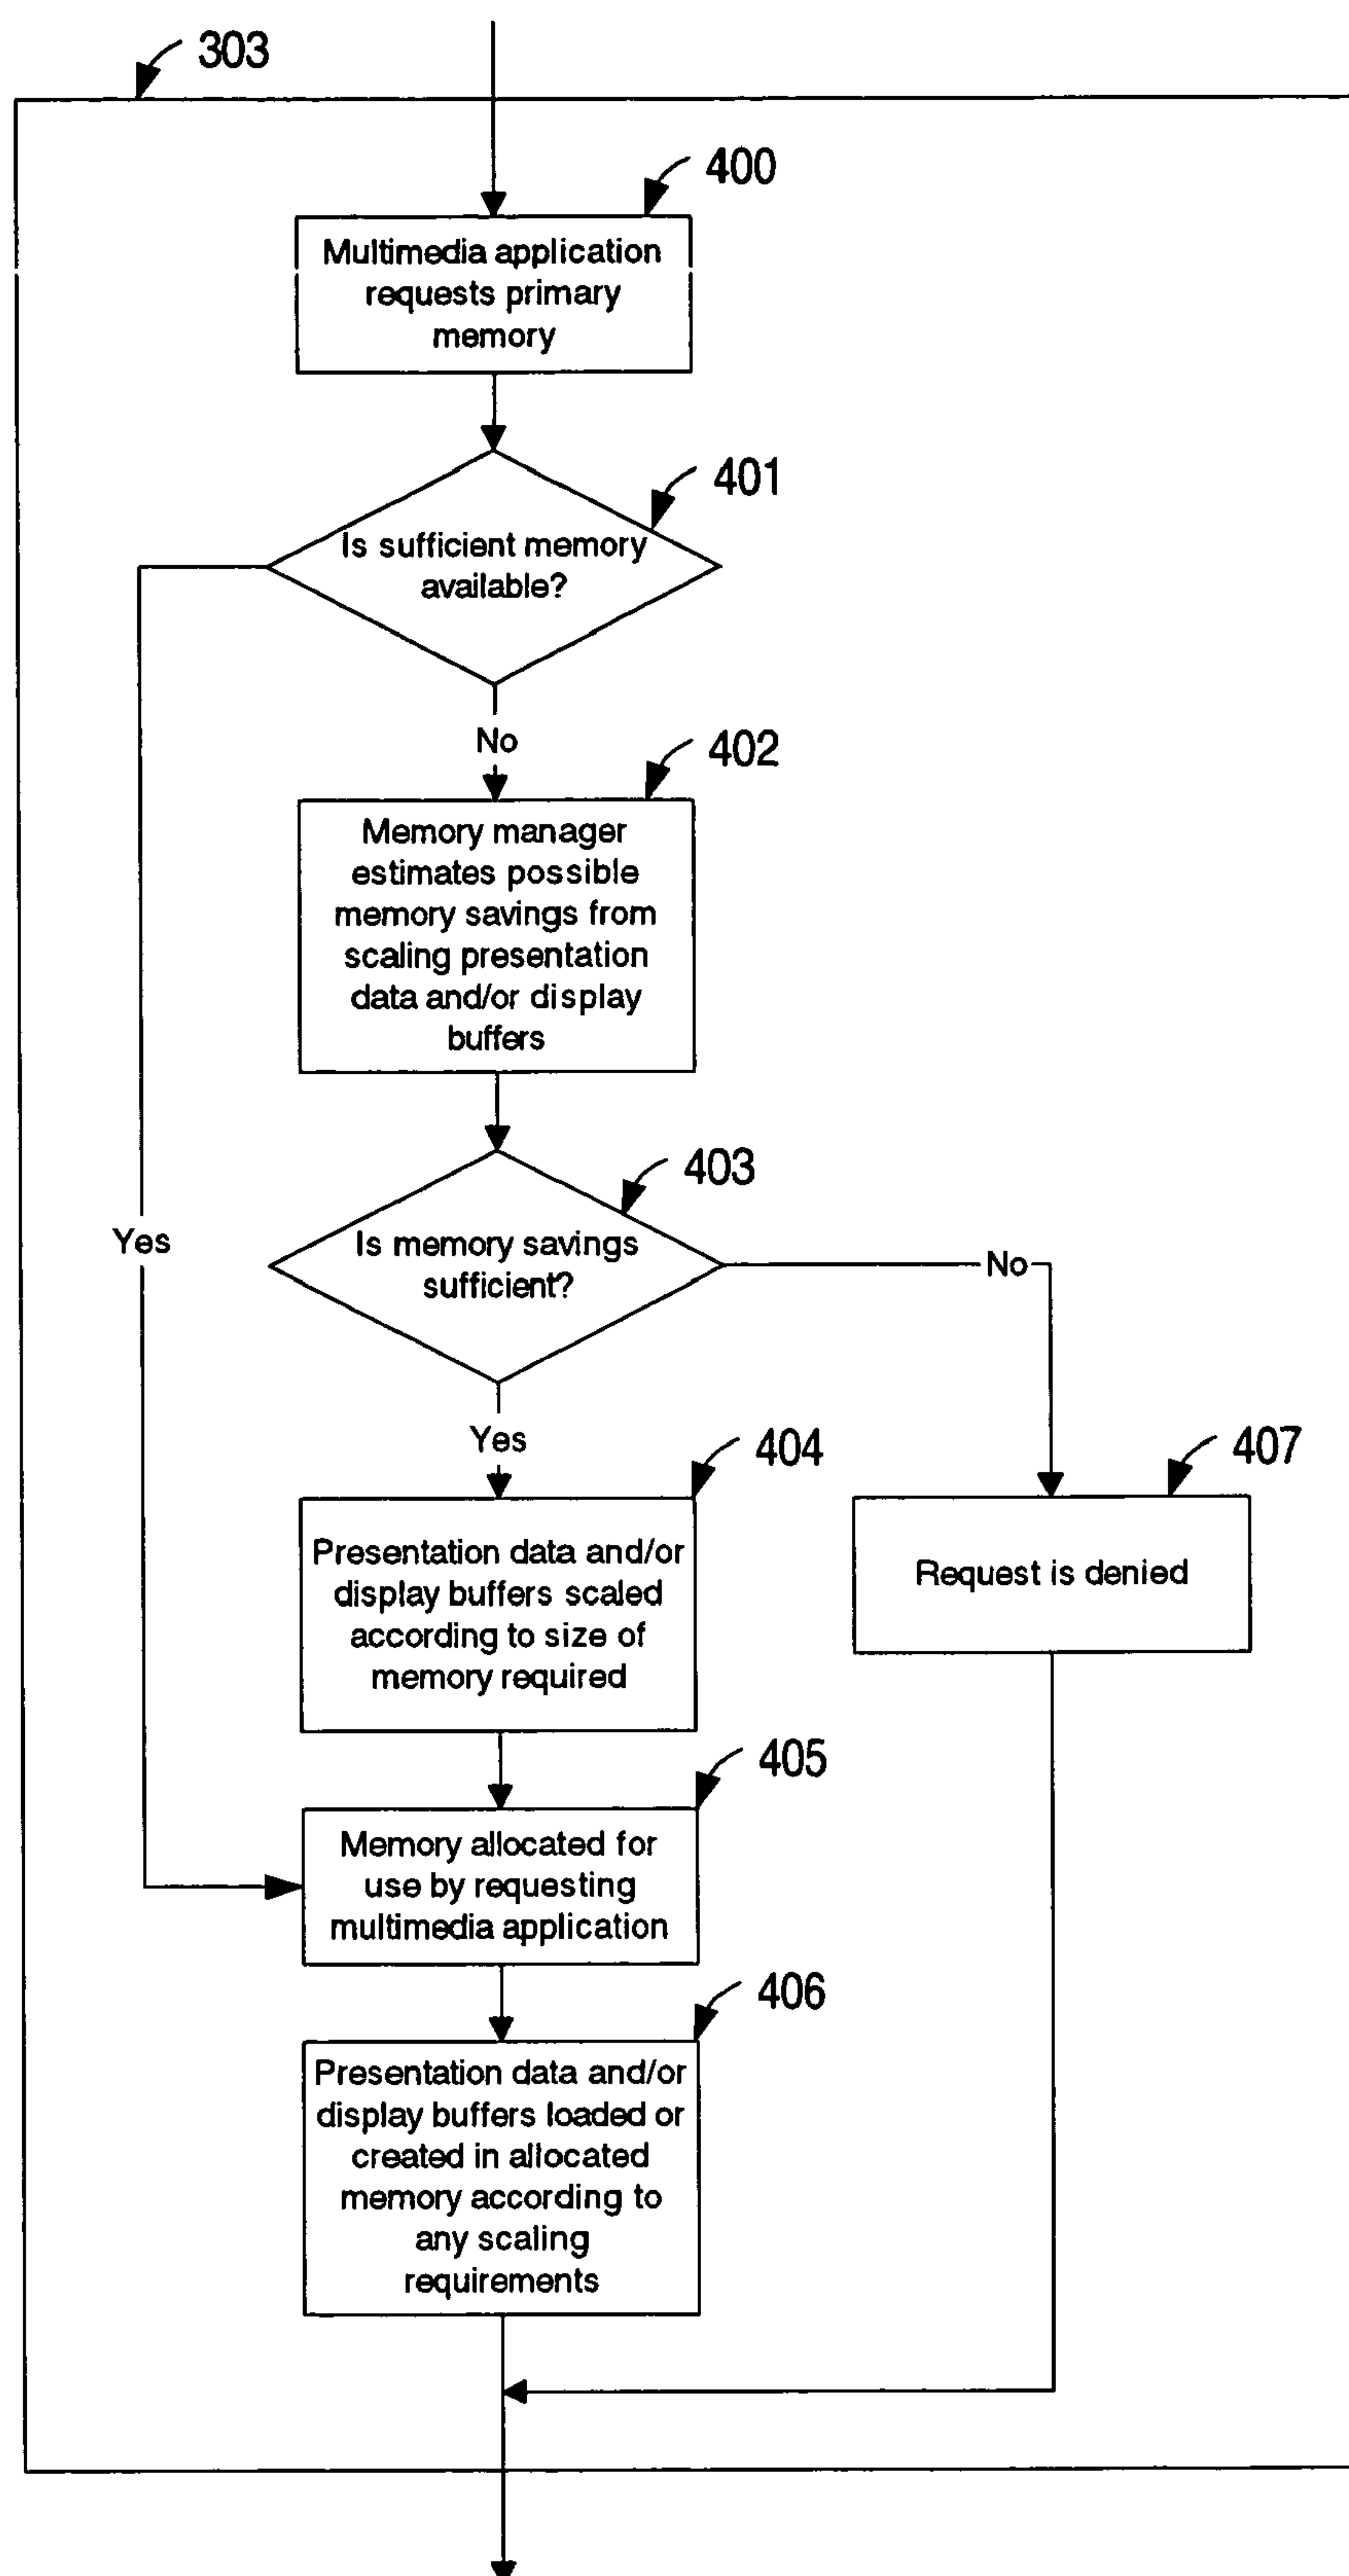 303
400
Multimedia application
requests primary
memory
401
Is sufficient memory
available?
No
402
Memory manager
estimates possible
memory savings from
scaling presentation
data and/or display
buffers
403
Is memory savings
sufficient?
No
Yes
Yes
404
Presentation data and/or
display buffers scaled
according to size of
memory required
407
Request is denied
405
Memory allocated for
use by requesting
multimedia application
406
Presentation data and/or
display buffers loaded or
created in allocated
memory according to
any scaling
requirements